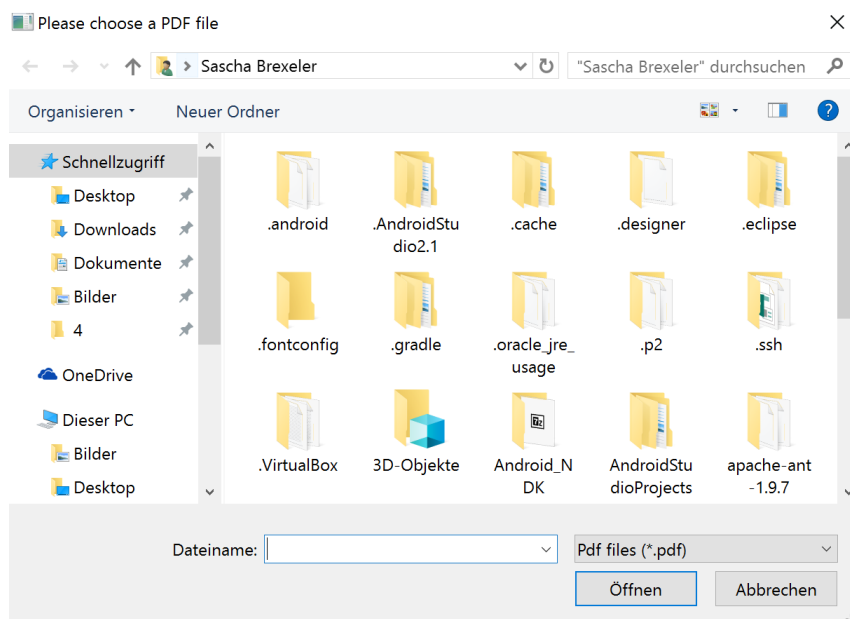 Please choose a PDF file
Sascha Brexeler
"Sascha Brexeler" durchsuchen
Organisieren
Neuer Ordner
?
Schnellzugriff
Desktop
Downloads
Dokumente
Bilder
4
OneDrive
Dieser PC
Bilder
Desktop
.android
.AndroidStu
dio2.1
.cache
.designer
.eclipse
.fontconfig
.gradle
.oracle_jre_
usage
.p2
.ssh
.VirtualBox
3D-Objekte
7z
Android_N
DK
AndroidStu
dioProjects
apache-ant
-1.9.7
Dateiname:
Pdf files (*.pdf)
Öffnen
Abbrechen